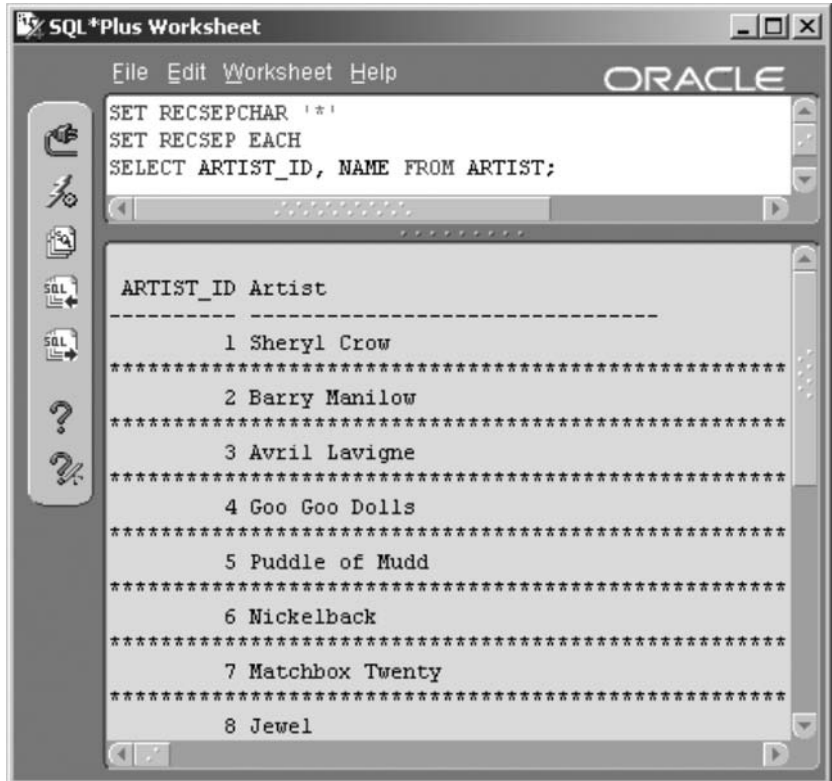 SQL*Plus Worksheet
File Edit Worksheet Help
ORACLE
SET RECSEPCHAR '*'
SET RECSEP EACH
SELECT ARTIST_ID, NAME FROM ARTIST;
SQL
SQL
ARTIST_ID Artist
---------- --------------------------------
1 Sheryl Crow
*****************************************************
2 Barry Manilow
*****************************************************
3 Avril Lavigne
*****************************************************
4 Goo Goo Dolls
*****************************************************
5 Puddle of Mudd
*****************************************************
6 Nickelback
*****************************************************
7 Matchbox Twenty
*****************************************************
8 Jewel